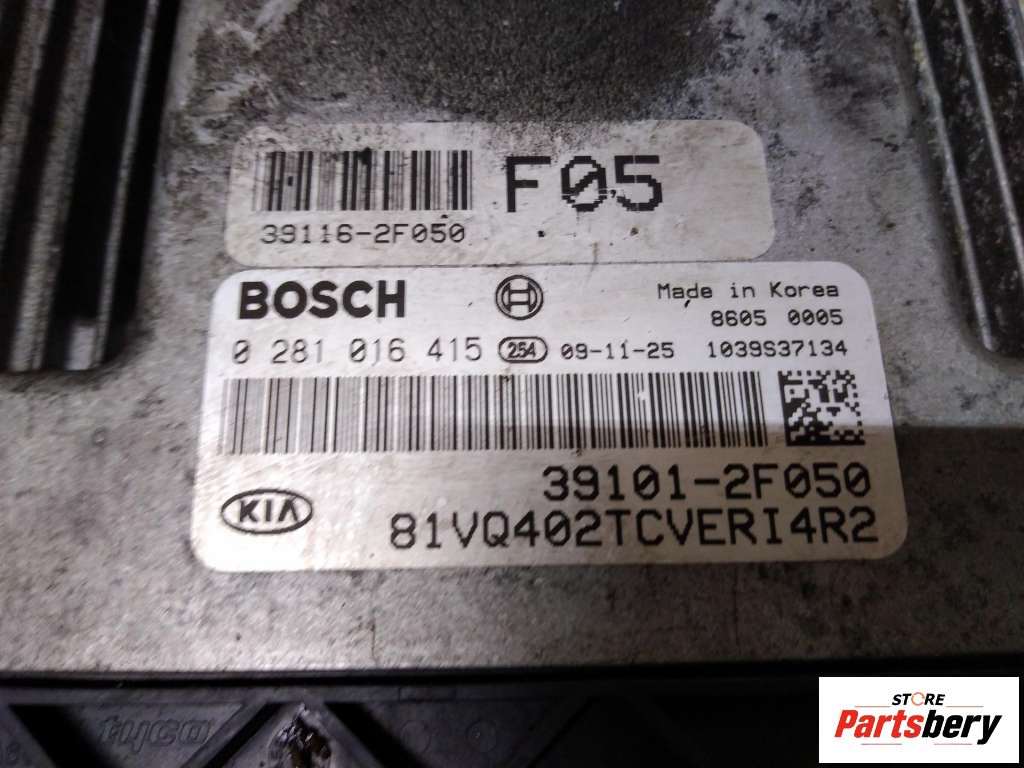 F05
39116-2F050
BOSCH
Made in Korea
8605 0005
0 281 016 415 254 09-11-25 1039S37134
39101-2F050
KIA
81VQ402TCVERI4R2
tyco
STORE
Partsbery